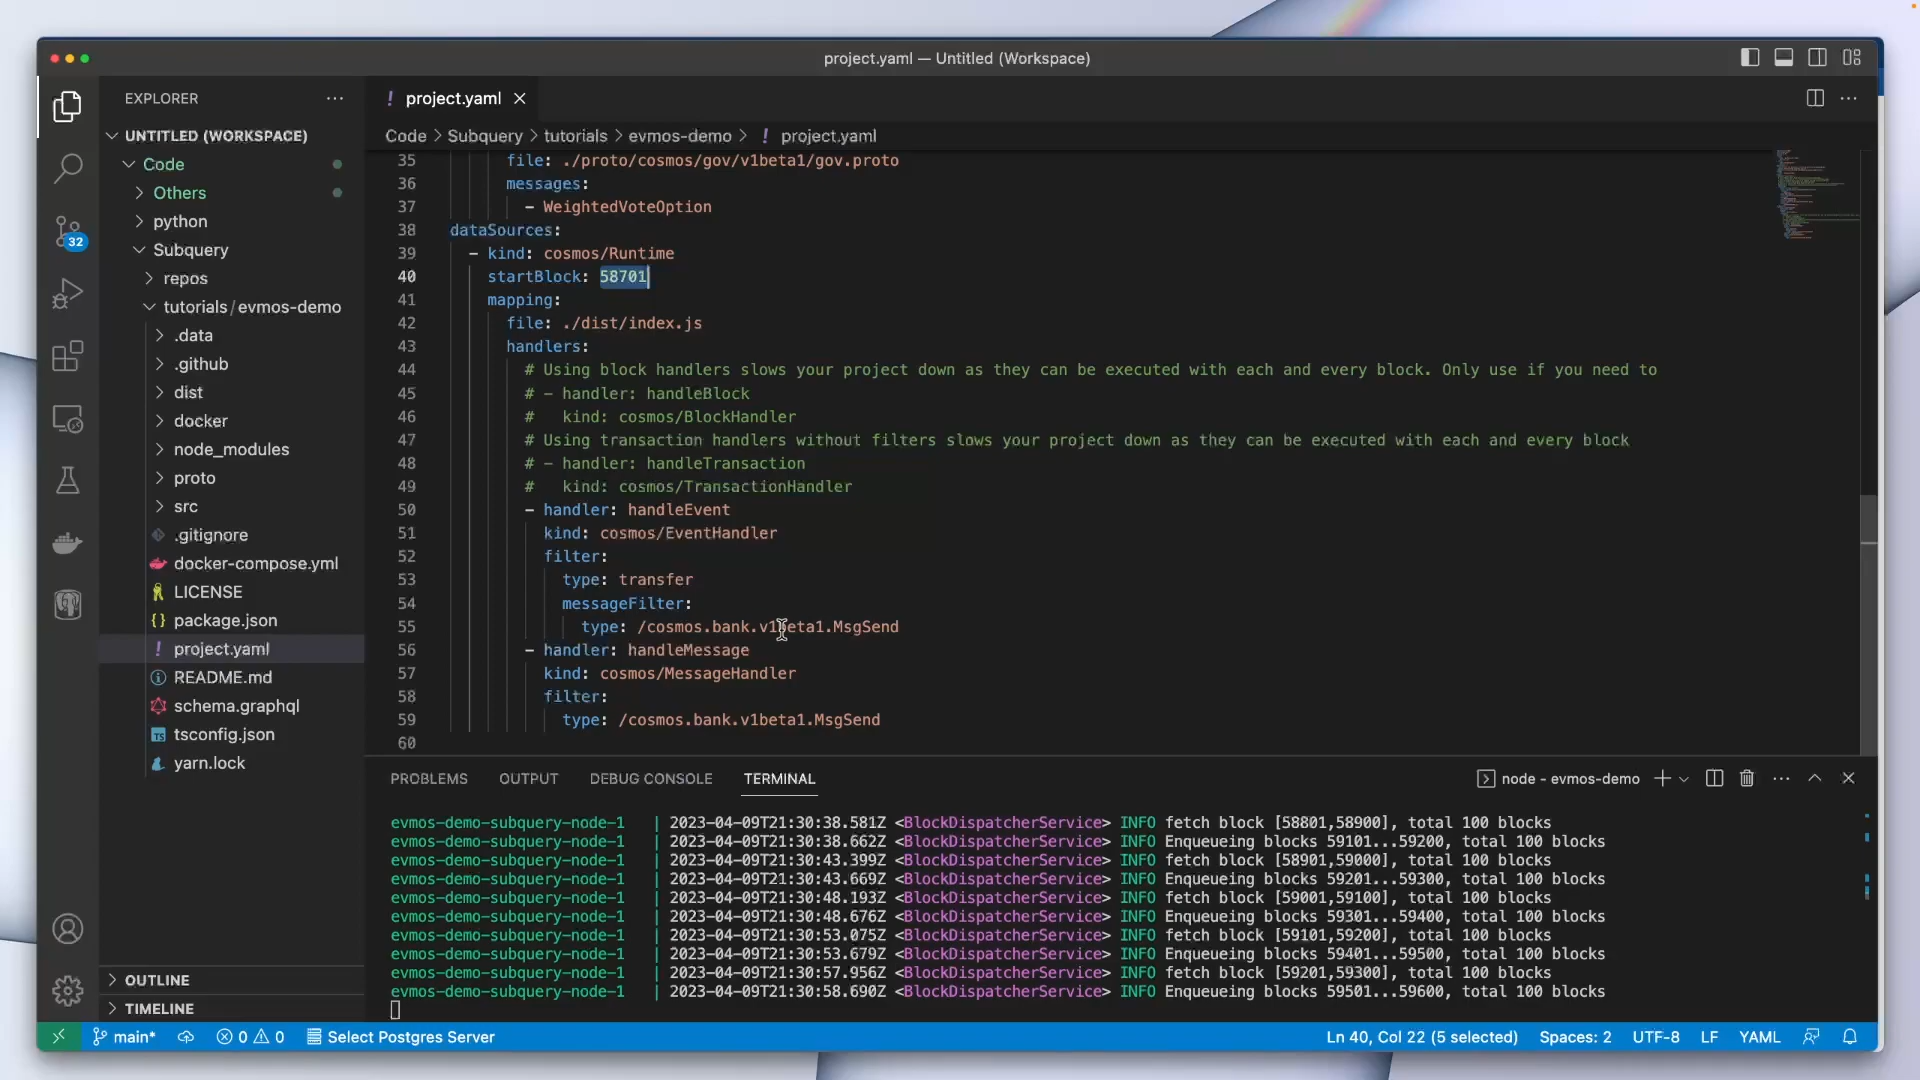 project.yaml — Untitled (Workspace)
EXPLORER
project.yaml
Code > Subquery > tutorials > evmos-demo > ! project.yaml
UNTITLED (WORKSPACE)
Code
Others
python
Subquery
repos
tutorials / evmos-demo
.data
.github
dist
docker
node_modules
proto
src
.gitignore
docker-compose.yml
LICENSE
package.json
project.yaml
README.md
schema.graphql
tsconfig.json
yarn.lock
OUTLINE
TIMELINE
32
35 file: ./proto/cosmos/gov/v1beta1/gov.proto
36 messages:
37 - WeightedVoteOption
38 dataSources:
39 - kind: cosmos/Runtime
40 startBlock: 58701
41 mapping:
42 file: ./dist/index.js
43 handlers:
44 # Using block handlers slows your project down as they can be executed with each and every block. Only use if you need to
45 # - handler: handleBlock
46 #   kind: cosmos/BlockHandler
47 # Using transaction handlers without filters slows your project down as they can be executed with each and every block
48 # - handler: handleTransaction
49 #   kind: cosmos/TransactionHandler
50 - handler: handleEvent
51 kind: cosmos/EventHandler
52 filter:
53 type: transfer
54 messageFilter:
55 type: /cosmos.bank.v1beta1.MsgSend
56 - handler: handleMessage
57 kind: cosmos/MessageHandler
58 filter:
59 type: /cosmos.bank.v1beta1.MsgSend
60
PROBLEMS OUTPUT DEBUG CONSOLE TERMINAL
node - evmos-demo
evmos-demo-subquery-node-1 | 2023-04-09T21:30:38.581Z <BlockDispatcherService> INFO fetch block [58801,58900], total 100 blocks
evmos-demo-subquery-node-1 | 2023-04-09T21:30:38.662Z <BlockDispatcherService> INFO Enqueueing blocks 59101...59200, total 100 blocks
evmos-demo-subquery-node-1 | 2023-04-09T21:30:43.399Z <BlockDispatcherService> INFO fetch block [58901,59000], total 100 blocks
evmos-demo-subquery-node-1 | 2023-04-09T21:30:43.669Z <BlockDispatcherService> INFO Enqueueing blocks 59201...59300, total 100 blocks
evmos-demo-subquery-node-1 | 2023-04-09T21:30:48.193Z <BlockDispatcherService> INFO fetch block [59001,59100], total 100 blocks
evmos-demo-subquery-node-1 | 2023-04-09T21:30:48.676Z <BlockDispatcherService> INFO Enqueueing blocks 59301...59400, total 100 blocks
evmos-demo-subquery-node-1 | 2023-04-09T21:30:53.075Z <BlockDispatcherService> INFO fetch block [59101,59200], total 100 blocks
evmos-demo-subquery-node-1 | 2023-04-09T21:30:53.679Z <BlockDispatcherService> INFO Enqueueing blocks 59401...59500, total 100 blocks
evmos-demo-subquery-node-1 | 2023-04-09T21:30:57.956Z <BlockDispatcherService> INFO fetch block [59201,59300], total 100 blocks
evmos-demo-subquery-node-1 | 2023-04-09T21:30:58.690Z <BlockDispatcherService> INFO Enqueueing blocks 59501...59600, total 100 blocks
main* 0 0 Select Postgres Server Ln 40, Col 22 (5 selected) Spaces: 2 UTF-8 LF YAML